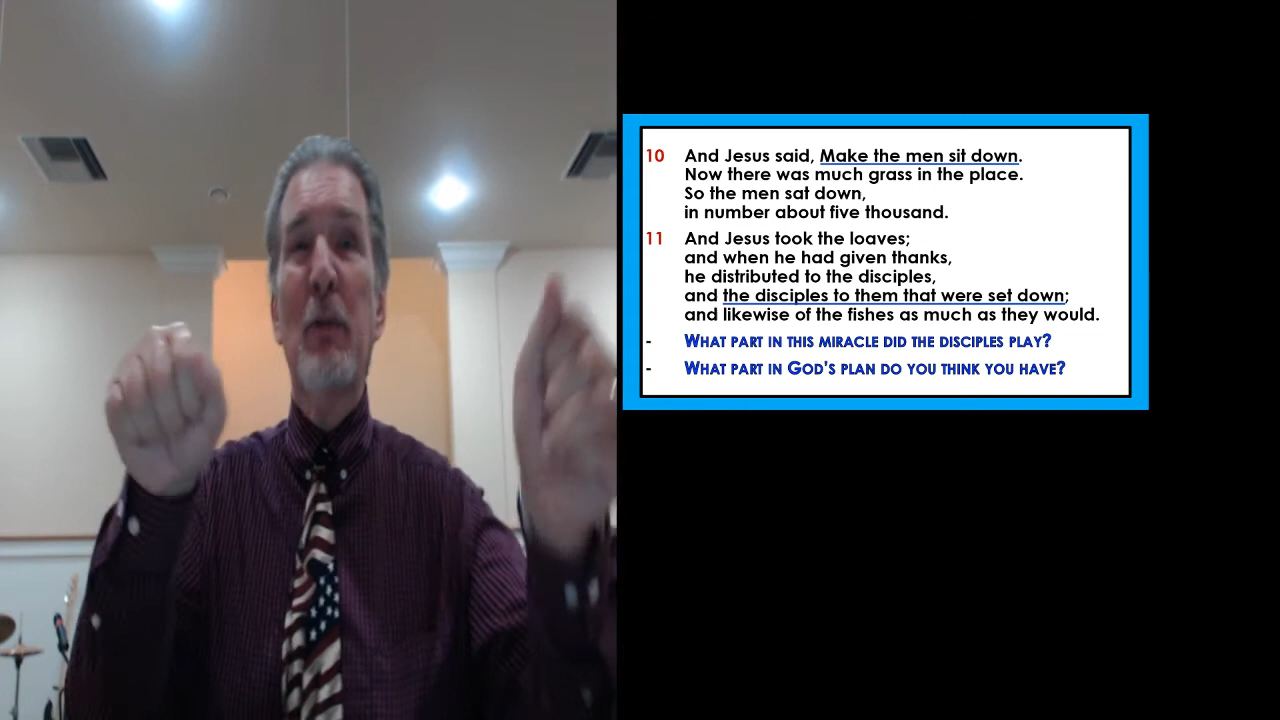 10 And Jesus said, Make the men sit down.
Now there was much grass in the place.
So the men sat down,
in number about five thousand.
11 And Jesus took the loaves;
and when he had given thanks,
he distributed to the disciples,
and the disciples to them that were set down;
and likewise of the fishes as much as they would.
- What part in this miracle did the disciples play?
- What part in God's plan do you think you have?